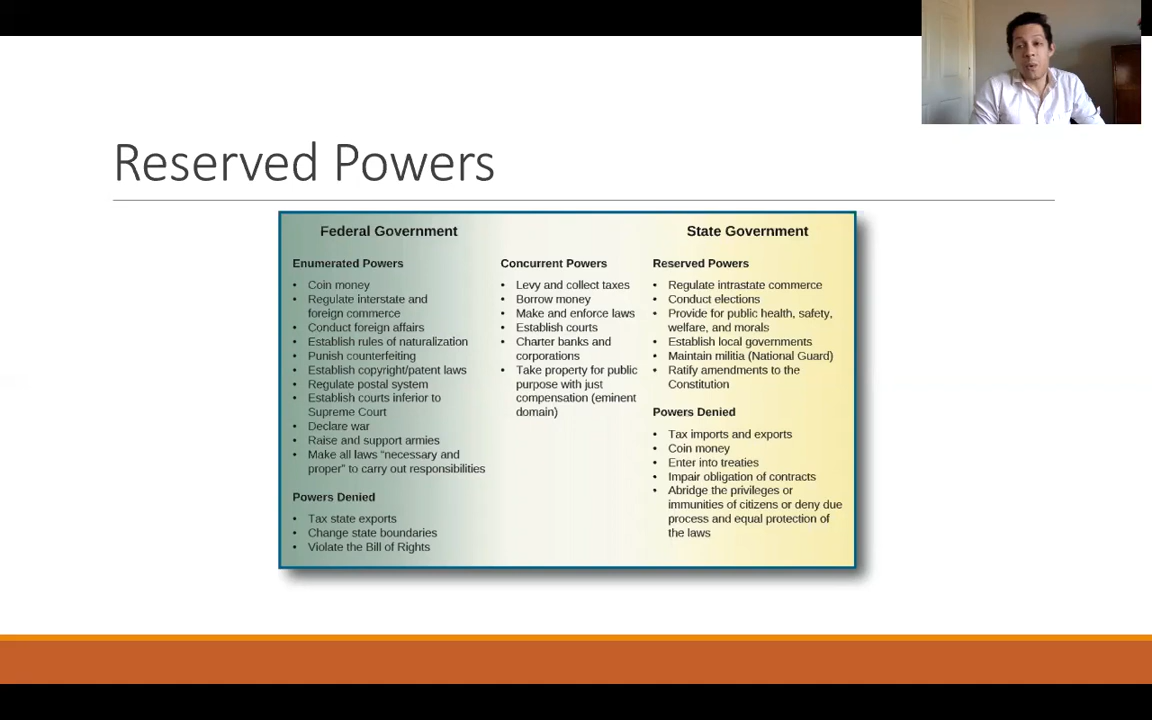 Reserved Powers
Federal Government
Enumerated Powers
• Coin money
• Regulate interstate and
foreign commerce
• Conduct foreign affairs
• Establish rules of naturalization
• Punish counterfeiting
• Establish copyright/patent laws
• Regulate postal system
• Establish courts inferior to
Supreme Court
• Declare war
• Raise and support armies
• Make all laws “necessary and
proper” to carry out responsibilities
Powers Denied
• Tax state exports
• Change state boundaries
• Violate the Bill of Rights
Concurrent Powers
• Levy and collect taxes
• Borrow money
• Make and enforce laws
• Establish courts
• Charter banks and
corporations
• Take property for public
purpose with just
compensation (eminent
domain)
State Government
Reserved Powers
• Regulate intrastate commerce
• Conduct elections
• Provide for public health, safety,
welfare, and morals
• Establish local governments
• Maintain militia (National Guard)
• Ratify amendments to the
Constitution
Powers Denied
• Tax imports and exports
• Coin money
• Enter into treaties
• Impair obligation of contracts
• Abridge the privileges or
immunities of citizens or deny due
process and equal protection of
the laws